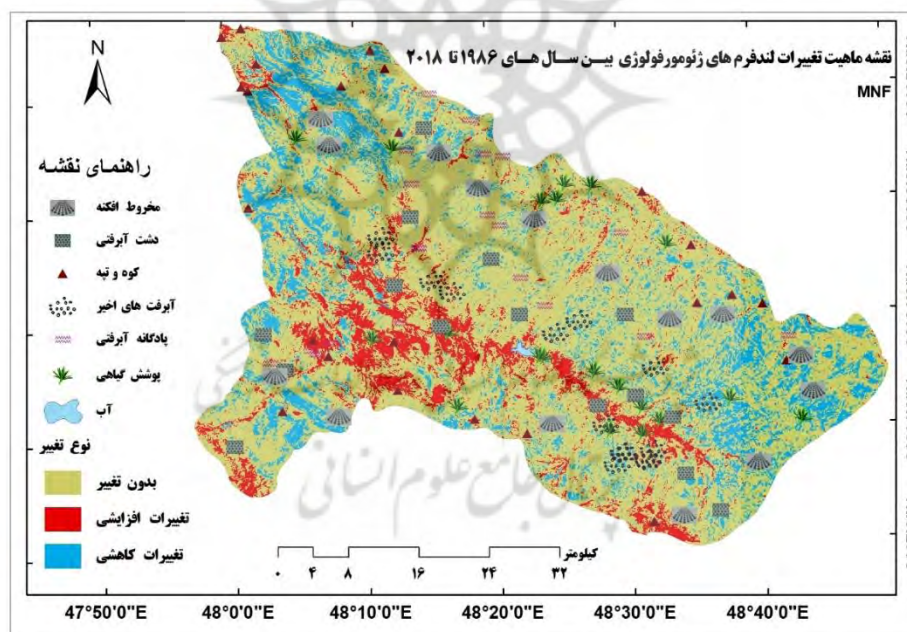 نقشه ماهیت تغییرات لندفرم های ژئومورفولوژی بین سال های ۱۹۸۶ تا ۲۰۱۸
MNF
N
راهنمای نقشه
مخروط افکنه
دشت آبرفتی
کوه و تپه
آبرفت های اخیر
پادگانه آبرفتی
پوشش گیاهی
آب
نوع تغییر
بدون تغییر
تغییرات افزایشی
تغییرات کاهشی
جامع علوم انسانی
کیلومتر
۰ ۴ ۸ ۱۶ ۲۴ ۳۲
47°50'0"E 48°0'0"E 48°10'0"E 48°20'0"E 48°30'0"E 48°40'0"E